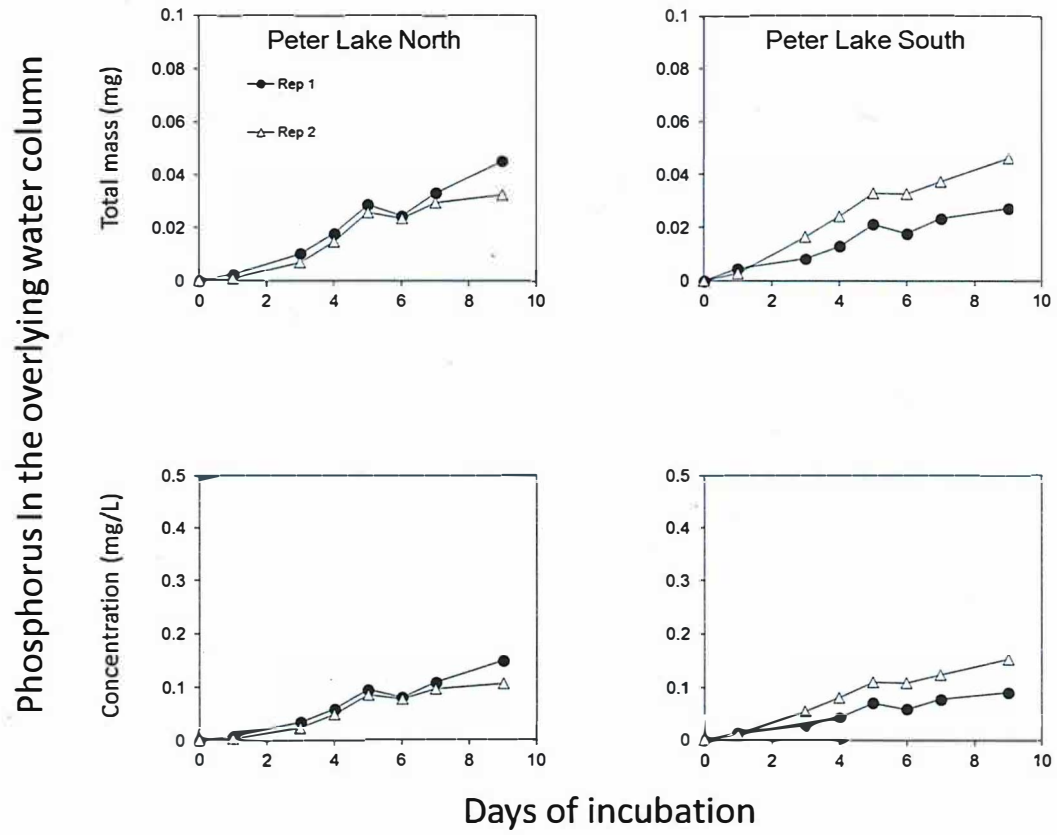 Phosphorus In the overlying water column
Total mass (mg)
Peter Lake North
Rep 1
Rep 2
0.1
0.08
0.06
0.04
0.02
0
0 2 4 6 8 10
Peter Lake South
0.1
0.08
0.06
0.04
0.02
0
0 2 4 6 8 10
Concentration (mg/L)
0.5
0.4
0.3
0.2
0.1
0
0 2 4 6 8 10
0.5
0.4
0.3
0.2
0.1
0
0 2 4 6 8 10
Days of incubation